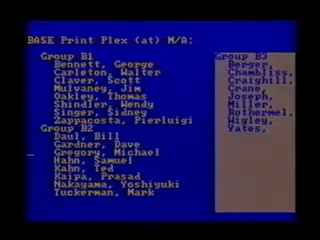 BASE Print Plex (at) M/A:
Group B1
Bennett, George
Carleton, Walter
Claver, Scott
Mulvaney, Jim
Oakley, Thomas
Shindler, Wendy
Singer, Sidney
Zappacosta, Pierluigi
Group B2
Daul, Bill
Gardner, Dave
Gregory, Michael
Hahn, Samuel
Kahn, Ted
Kaipa, Prasad
Nakayama, Yoshiyuki
Tuckerman, Mark
Group B3
Berger,
Chambliss,
Craighill,
Crane,
Joseph,
Miller,
Rothermel,
Wigley,
Yates,